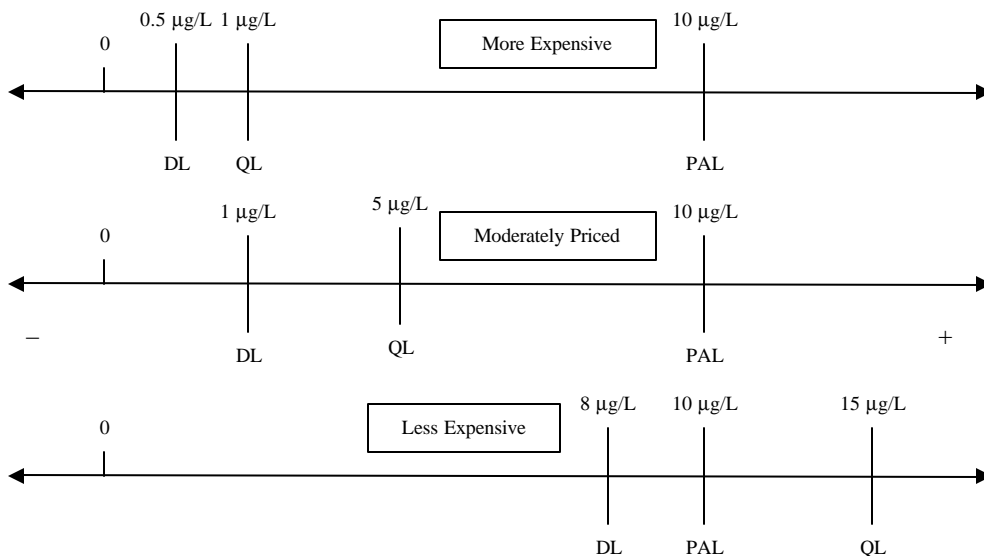 0.5 µg/L 1 µg/L 10 µg/L
0 More Expensive
DL QL PAL
1 µg/L 5 µg/L 10 µg/L
0 Moderately Priced
– +
DL QL PAL
8 µg/L 10 µg/L 15 µg/L
0 Less Expensive
DL PAL QL